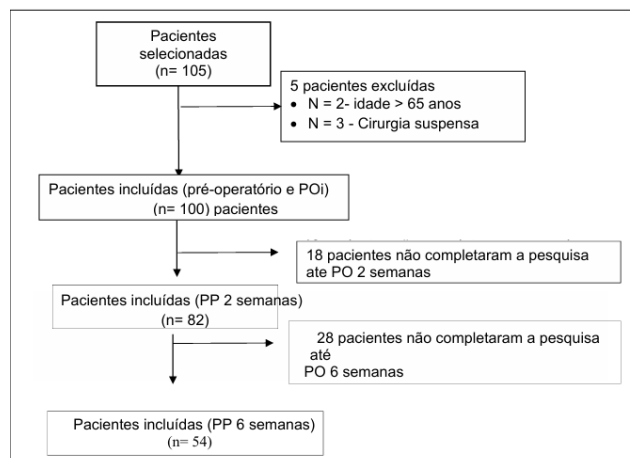 Pacientes
selecionadas
(n= 105)
5 pacientes excluídas
• N = 2- idade > 65 anos
• N = 3 - Cirurgia suspensa
Pacientes incluídas (pré-operatório e POi)
(n= 100) pacientes
18 pacientes não completaram a pesquisa
ate PO 2 semanas
Pacientes incluídas (PP 2 semanas)
(n= 82)
28 pacientes não completaram a pesquisa
até
PO 6 semanas
Pacientes incluídas (PP 6 semanas)
(n= 54)